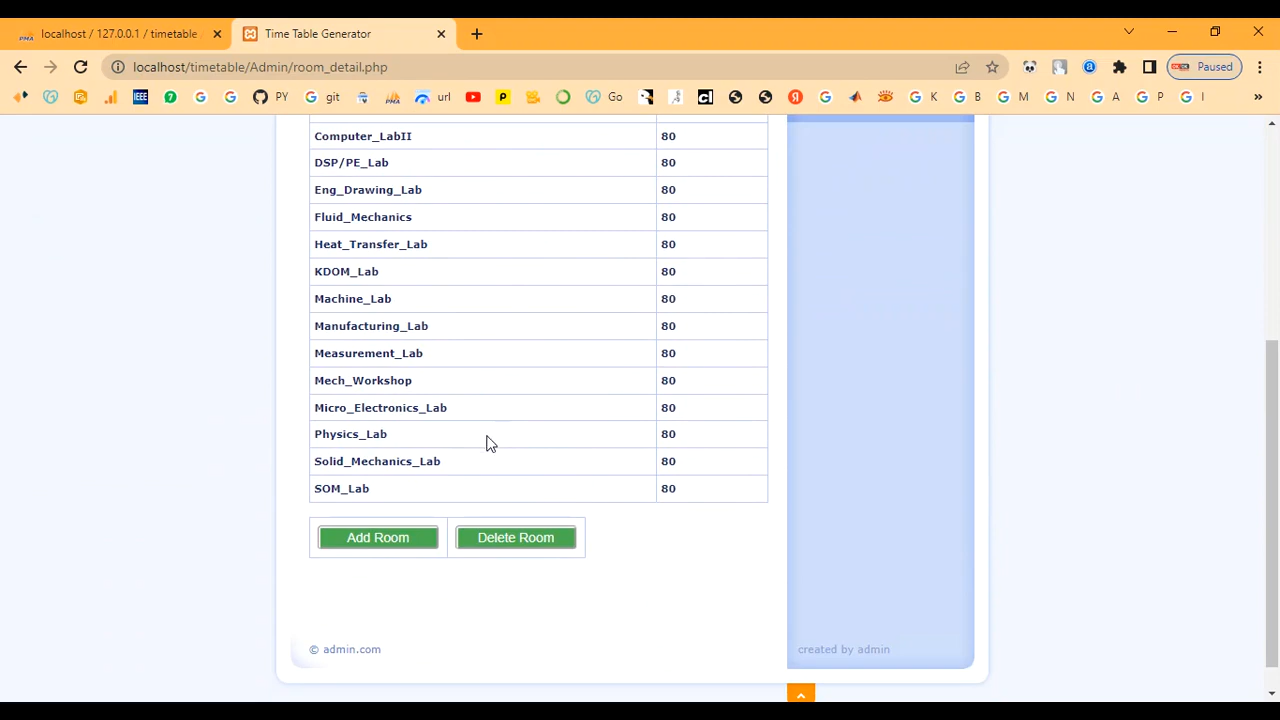 localhost / 127.0.0.1 / timetable
Time Table Generator
localhost/timetable/Admin/room_detail.php
Paused
IEEE
PY
git
PMA
url
Go
K
B
M
N
A
P
I
»
Computer_LabII 80
DSP/PE_Lab 80
Eng_Drawing_Lab 80
Fluid_Mechanics 80
Heat_Transfer_Lab 80
KDOM_Lab 80
Machine_Lab 80
Manufacturing_Lab 80
Measurement_Lab 80
Mech_Workshop 80
Micro_Electronics_Lab 80
Physics_Lab 80
Solid_Mechanics_Lab 80
SOM_Lab 80
Add Room Delete Room
© admin.com created by admin